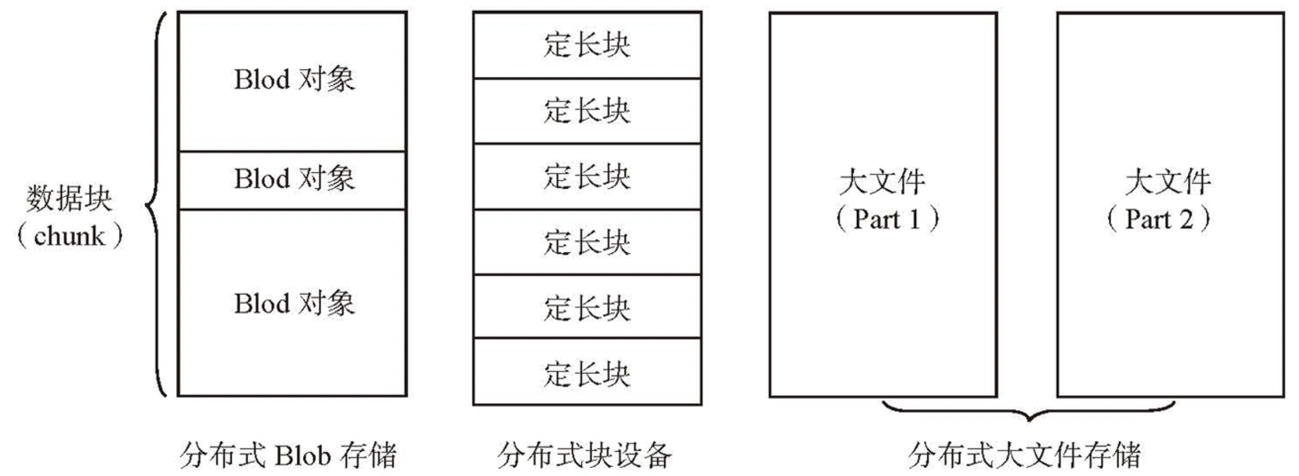 数据块
（chunk）
Blod 对象
Blod 对象
Blod 对象
分布式 Blob 存储
定长块
定长块
定长块
定长块
定长块
定长块
分布式块设备
大文件
（Part 1）
大文件
（Part 2）
分布式大文件存储